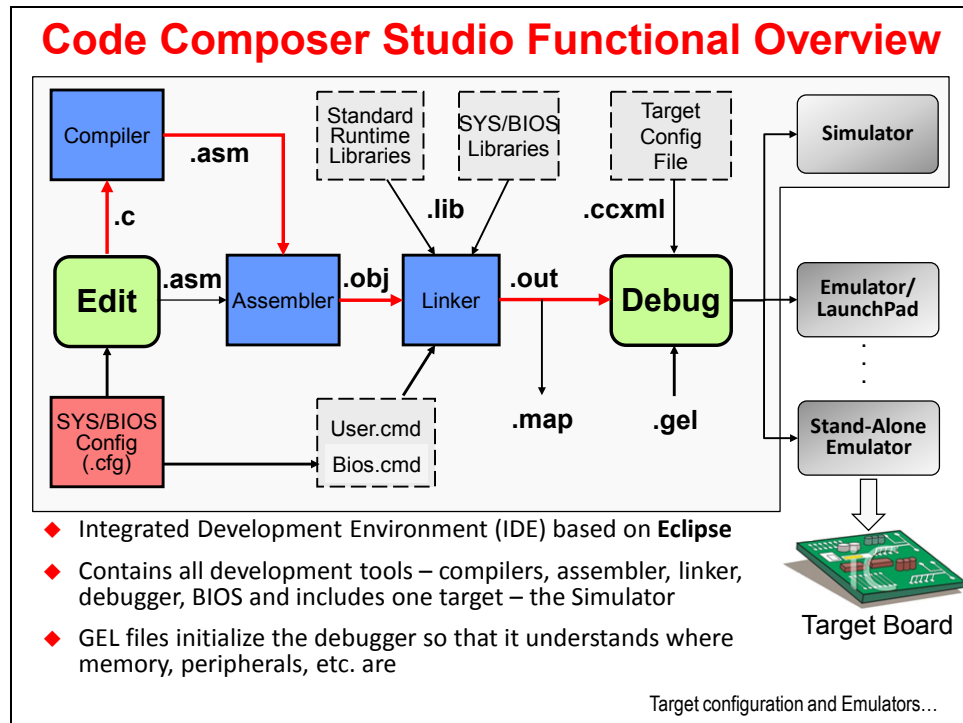 Code Composer Studio Functional Overview
Compiler
.asm
Standard
Runtime
Libraries
SYS/BIOS
Libraries
Target
Config
File
Simulator
.c
.lib
.ccxml
Edit
.asm
Assembler
.obj
Linker
.out
Debug
Emulator/
LaunchPad
SYS/BIOS
Config
(.cfg)
User.cmd
Bios.cmd
.map
.gel
Stand-Alone
Emulator
Integrated Development Environment (IDE) based on Eclipse
Contains all development tools – compilers, assembler, linker,
debugger, BIOS and includes one target – the Simulator
GEL files initialize the debugger so that it understands where
memory, peripherals, etc. are
Target Board
Target configuration and Emulators…